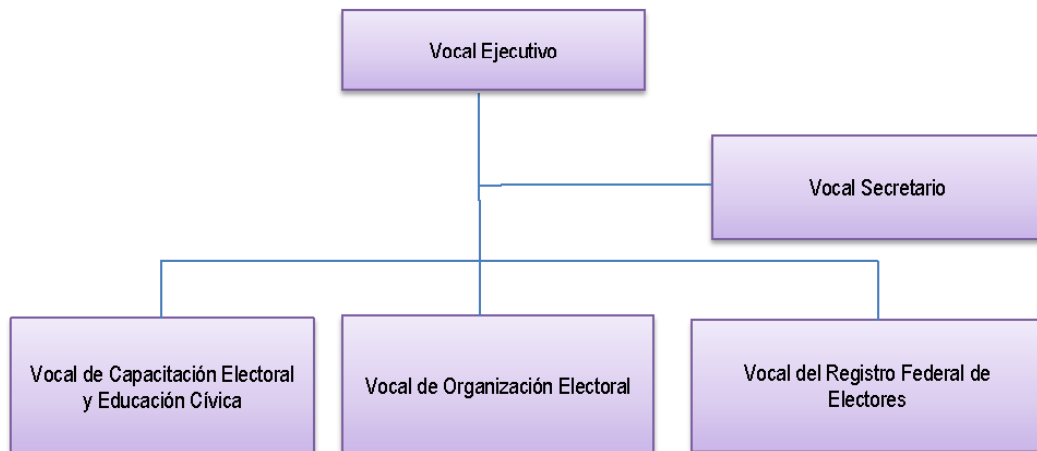 Vocal Ejecutivo
Vocal Secretario
Vocal de Capacitación Electoral
y Educación Cívica
Vocal de Organización Electoral
Vocal del Registro Federal de
Electores